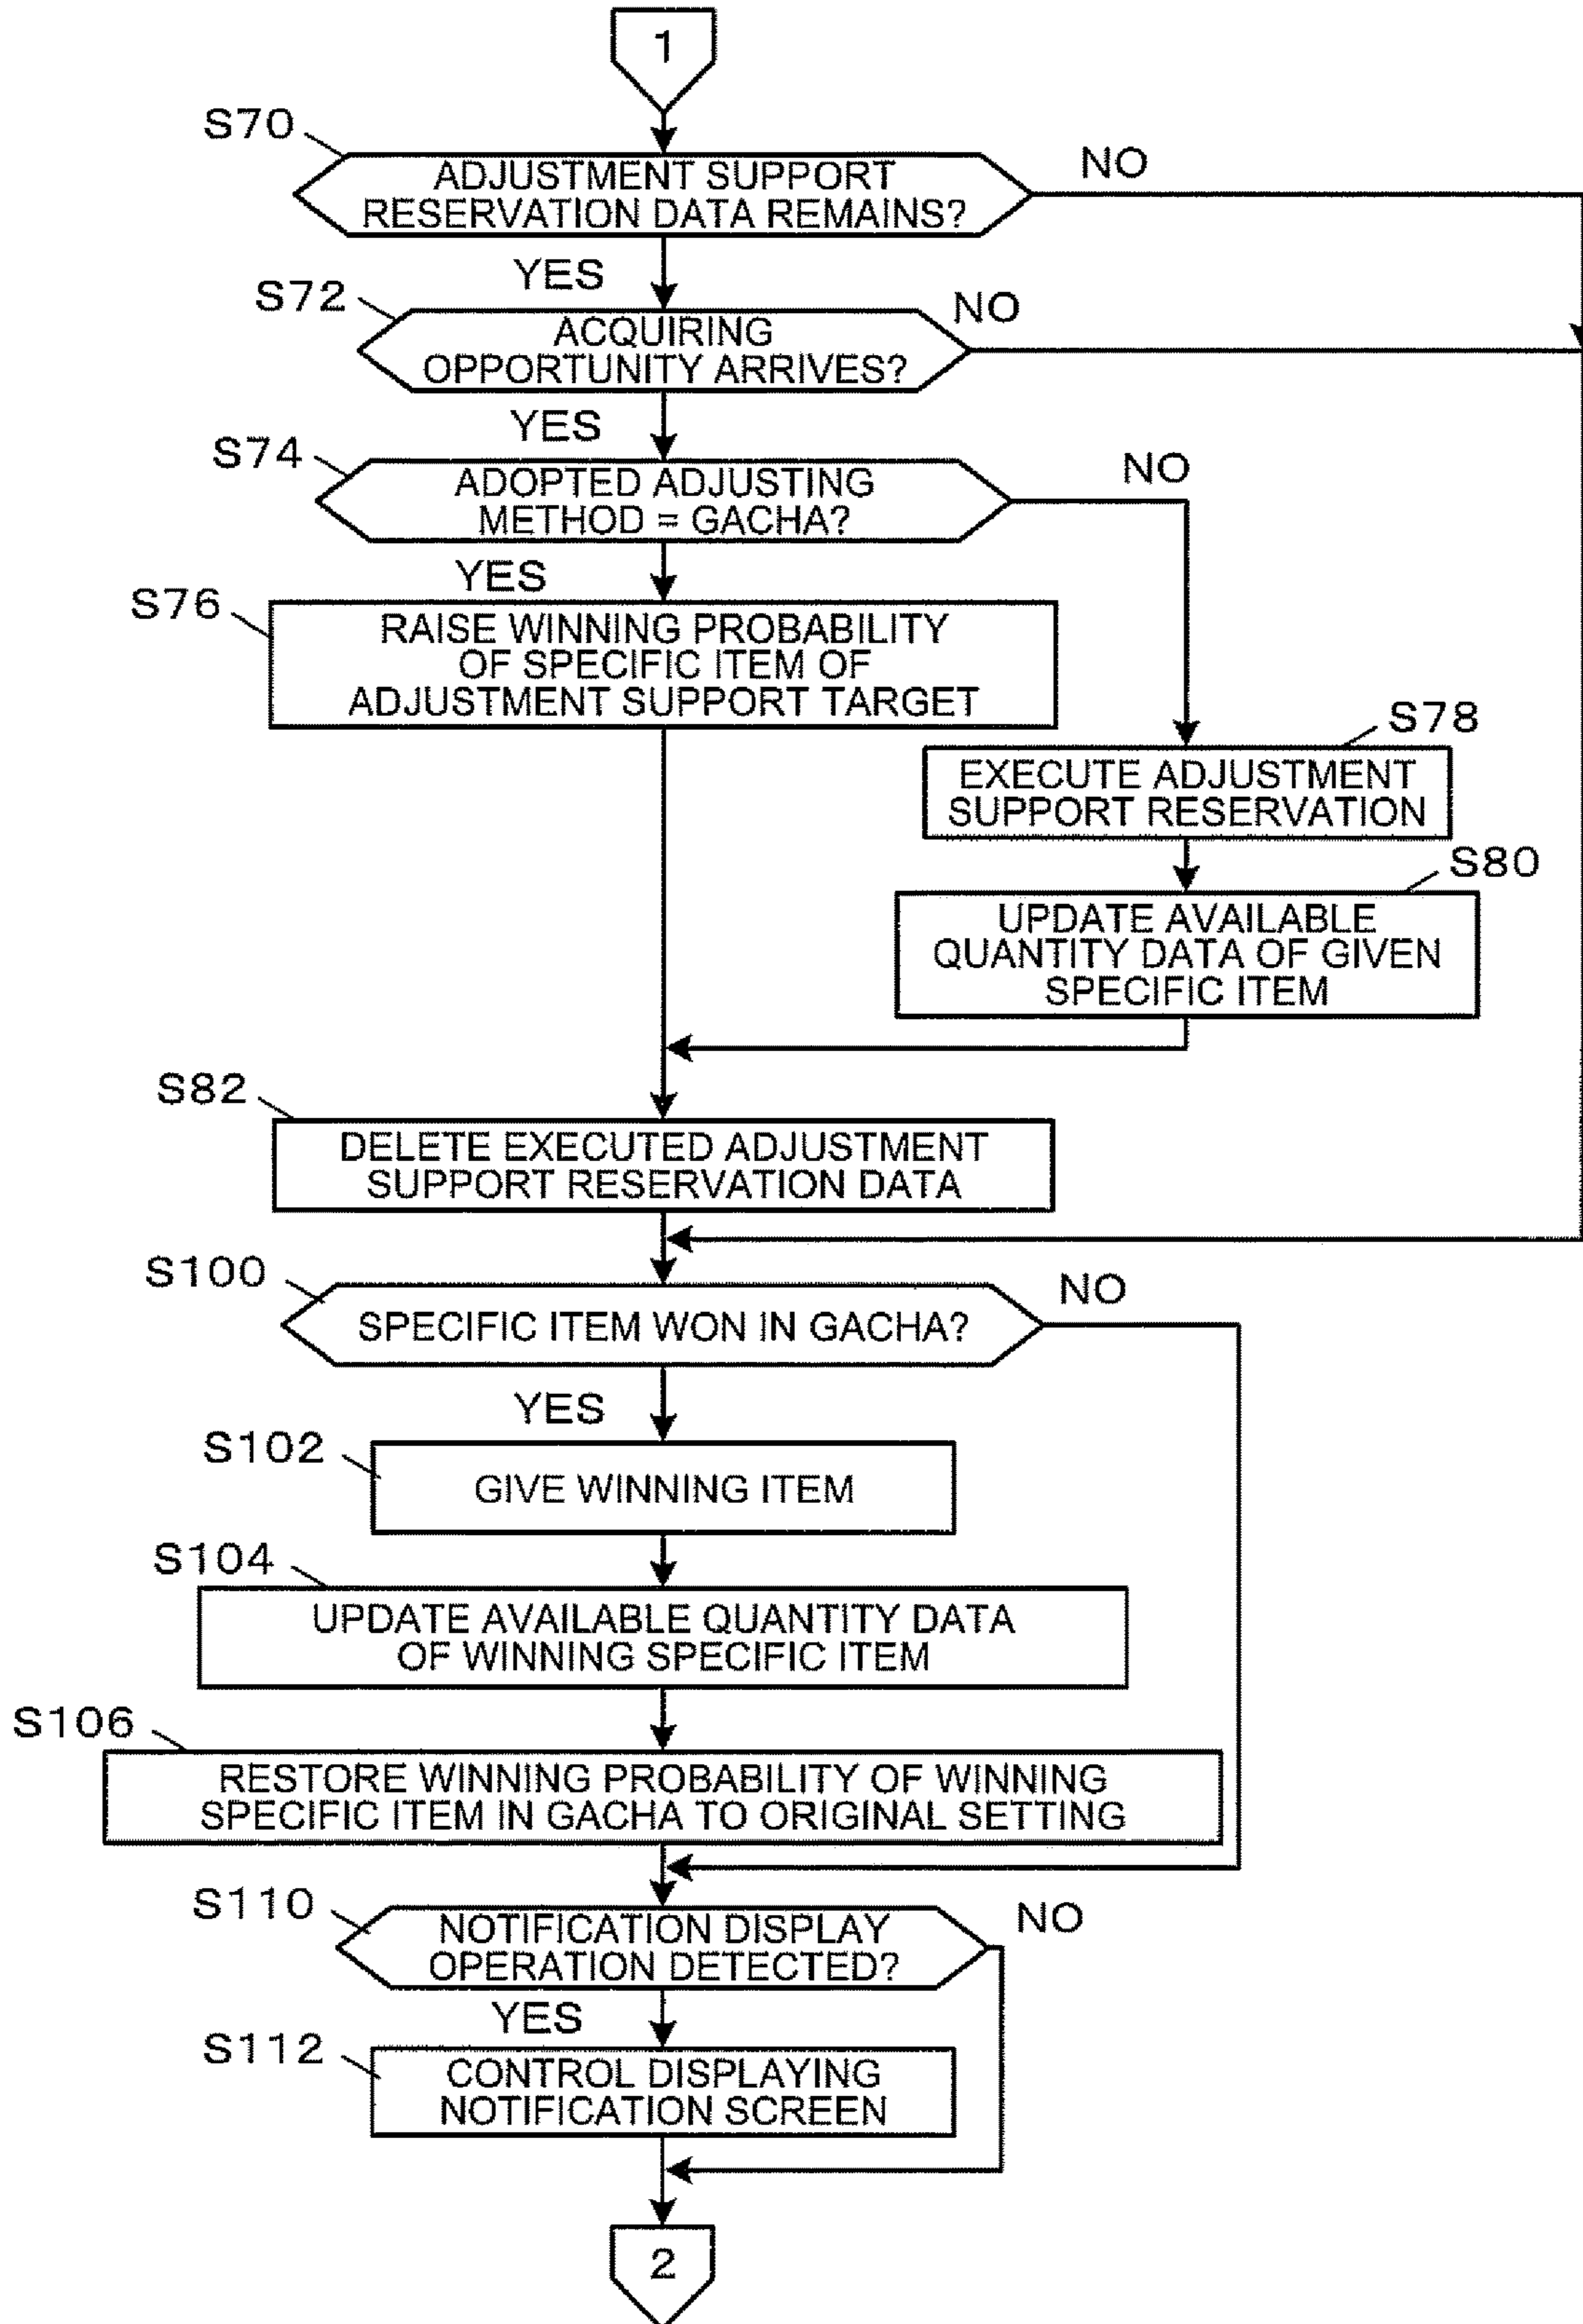 1
S70
ADJUSTMENT SUPPORT
RESERVATION DATA REMAINS?
NO
YES
S72
ACQUIRING
OPPORTUNITY ARRIVES?
NO
YES
S74
ADOPTED ADJUSTING
METHOD = GACHA?
NO
YES
S76
RAISE WINNING PROBABILITY
OF SPECIFIC ITEM OF
ADJUSTMENT SUPPORT TARGET
S78
EXECUTE ADJUSTMENT
SUPPORT RESERVATION
S80
UPDATE AVAILABLE
QUANTITY DATA OF GIVEN
SPECIFIC ITEM
S82
DELETE EXECUTED ADJUSTMENT
SUPPORT RESERVATION DATA
S100
SPECIFIC ITEM WON IN GACHA?
NO
YES
S102
GIVE WINNING ITEM
S104
UPDATE AVAILABLE QUANTITY DATA
OF WINNING SPECIFIC ITEM
S106
RESTORE WINNING PROBABILITY OF WINNING
SPECIFIC ITEM IN GACHA TO ORIGINAL SETTING
S110
NOTIFICATION DISPLAY
OPERATION DETECTED?
NO
YES
S112
CONTROL DISPLAYING
NOTIFICATION SCREEN
2